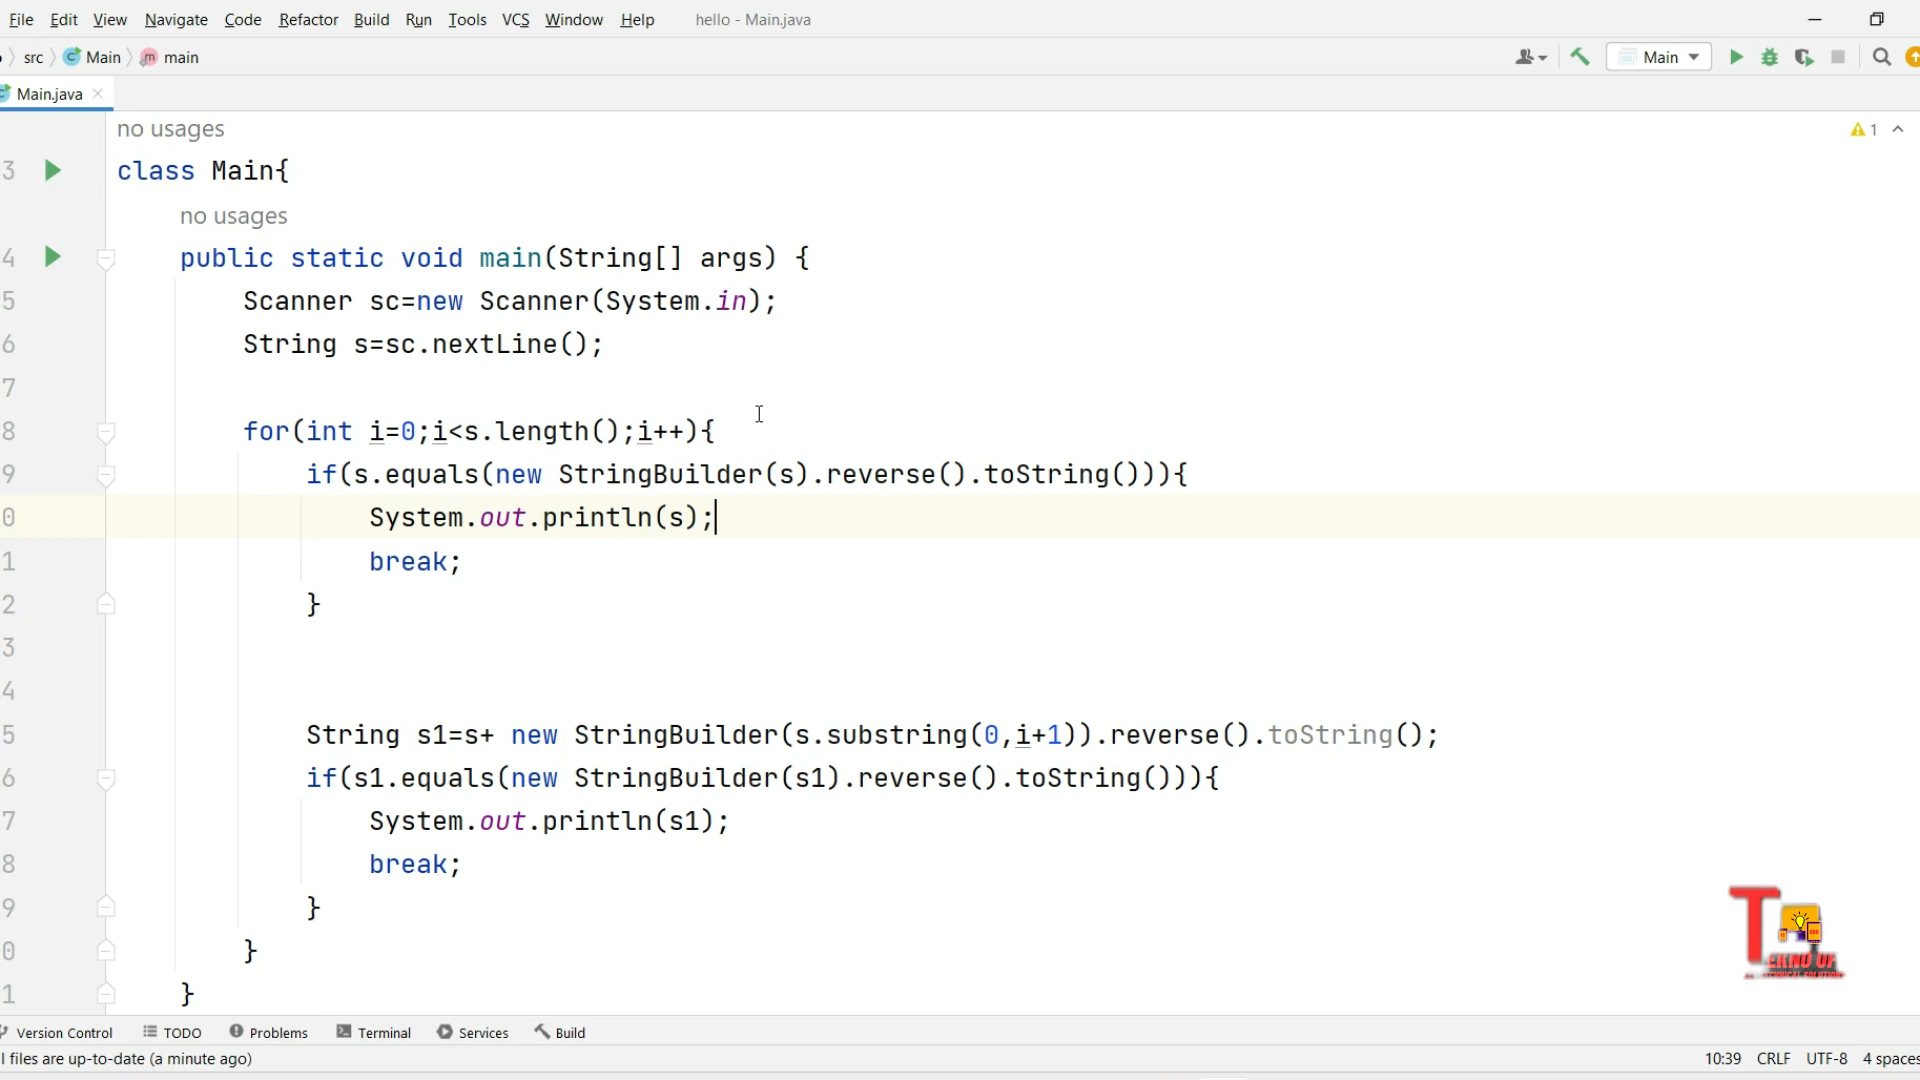 File Edit View Navigate Code Refactor Build Run Tools VCS Window Help hello - Main.java
src Main main Main
Main.java
no usages 1
3 class Main{
no usages
4 public static void main(String[] args) {
5 Scanner sc=new Scanner(System.in);
6 String s=sc.nextLine();
7
8 for(int i=0;i<s.length();i++){
9 if(s.equals(new StringBuilder(s).reverse().toString())){
0 System.out.println(s);
1 break;
2 }
3
4
5 String s1=s+ new StringBuilder(s.substring(0,i+1)).reverse().toString();
6 if(s1.equals(new StringBuilder(s1).reverse().toString())){
7 System.out.println(s1);
8 break;
9 }
0 }
1 }
Version Control TODO Problems Terminal Services Build
l files are up-to-date (a minute ago) 10:39 CRLF UTF-8 4 spaces